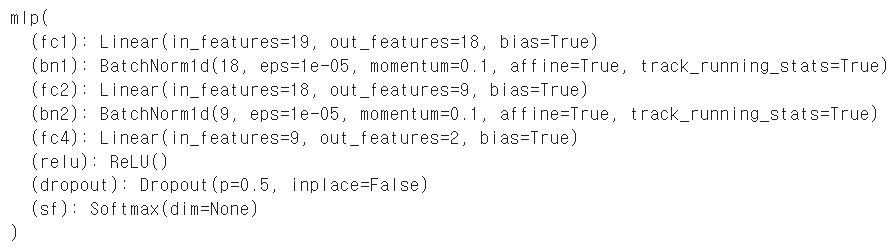 mlp(
  (fc1): Linear(in_features=19, out_features=18, bias=True)
  (bn1): BatchNorm1d(18, eps=1e-05, momentum=0.1, affine=True, track_running_stats=True)
  (fc2): Linear(in_features=18, out_features=9, bias=True)
  (bn2): BatchNorm1d(9, eps=1e-05, momentum=0.1, affine=True, track_running_stats=True)
  (fc4): Linear(in_features=9, out_features=2, bias=True)
  (relu): ReLU()
  (dropout): Dropout(p=0.5, inplace=False)
  (sf): Softmax(dim=None)
)